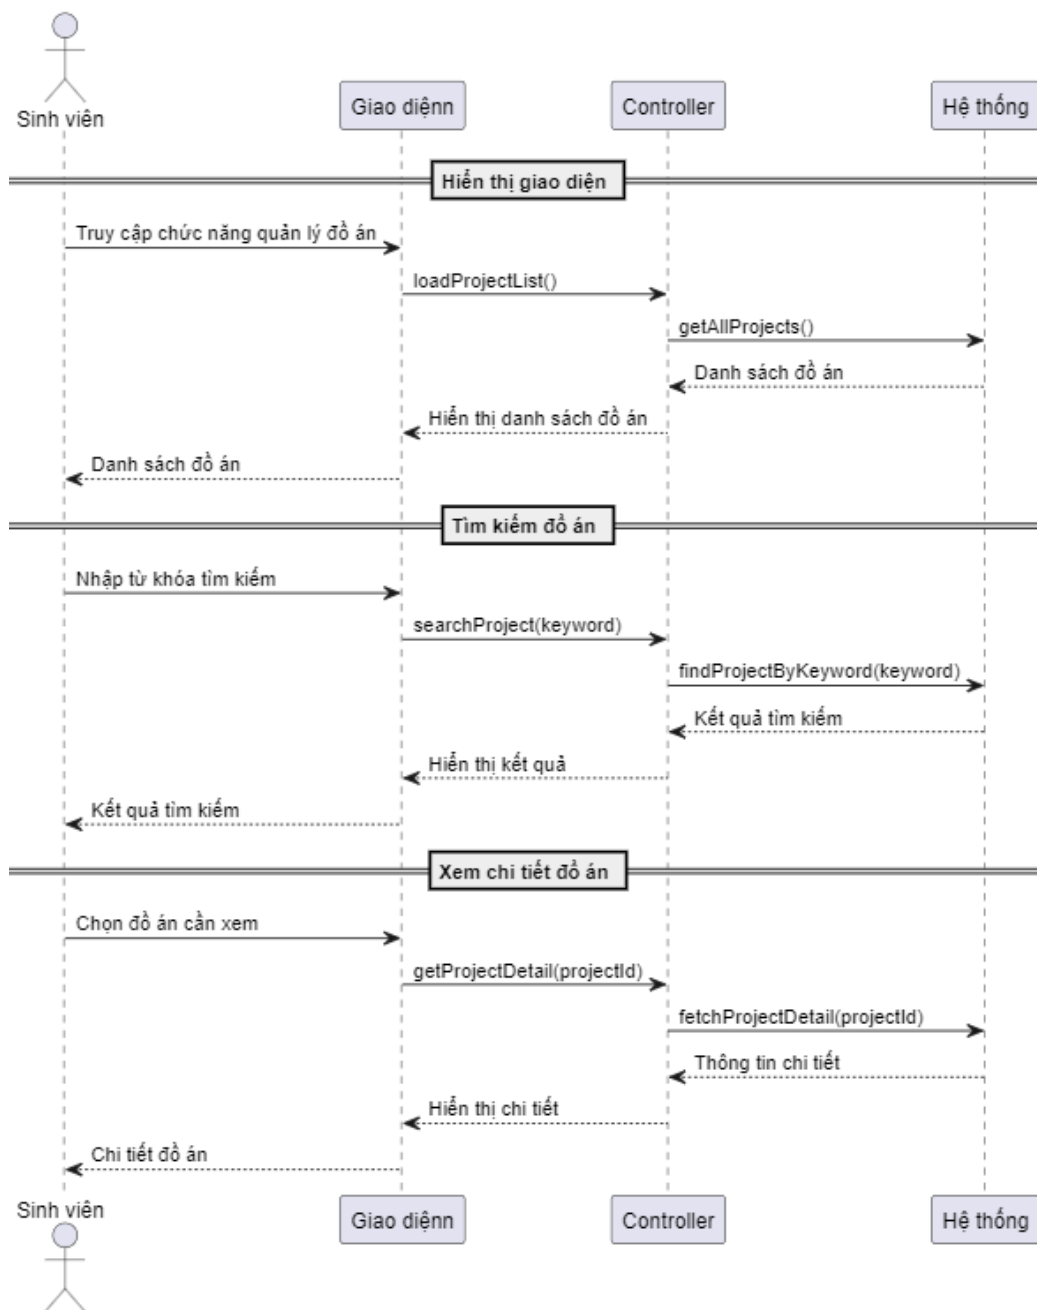 Sinh viên
Giao diệnn
Controller
Hệ thống
Hiển thị giao diện
Truy cập chức năng quản lý đồ án
loadProjectList()
getAllProjects()
Danh sách đồ án
Hiển thị danh sách đồ án
Danh sách đồ án
Tìm kiếm đồ án
Nhập từ khóa tìm kiếm
searchProject(keyword)
findProjectByKeyword(keyword)
Kết quả tìm kiếm
Hiển thị kết quả
Kết quả tìm kiếm
Xem chi tiết đồ án
Chọn đồ án cần xem
getProjectDetail(projectId)
fetchProjectDetail(projectId)
Thông tin chi tiết
Hiển thị chi tiết
Chi tiết đồ án
Sinh viên
Giao diệnn
Controller
Hệ thống